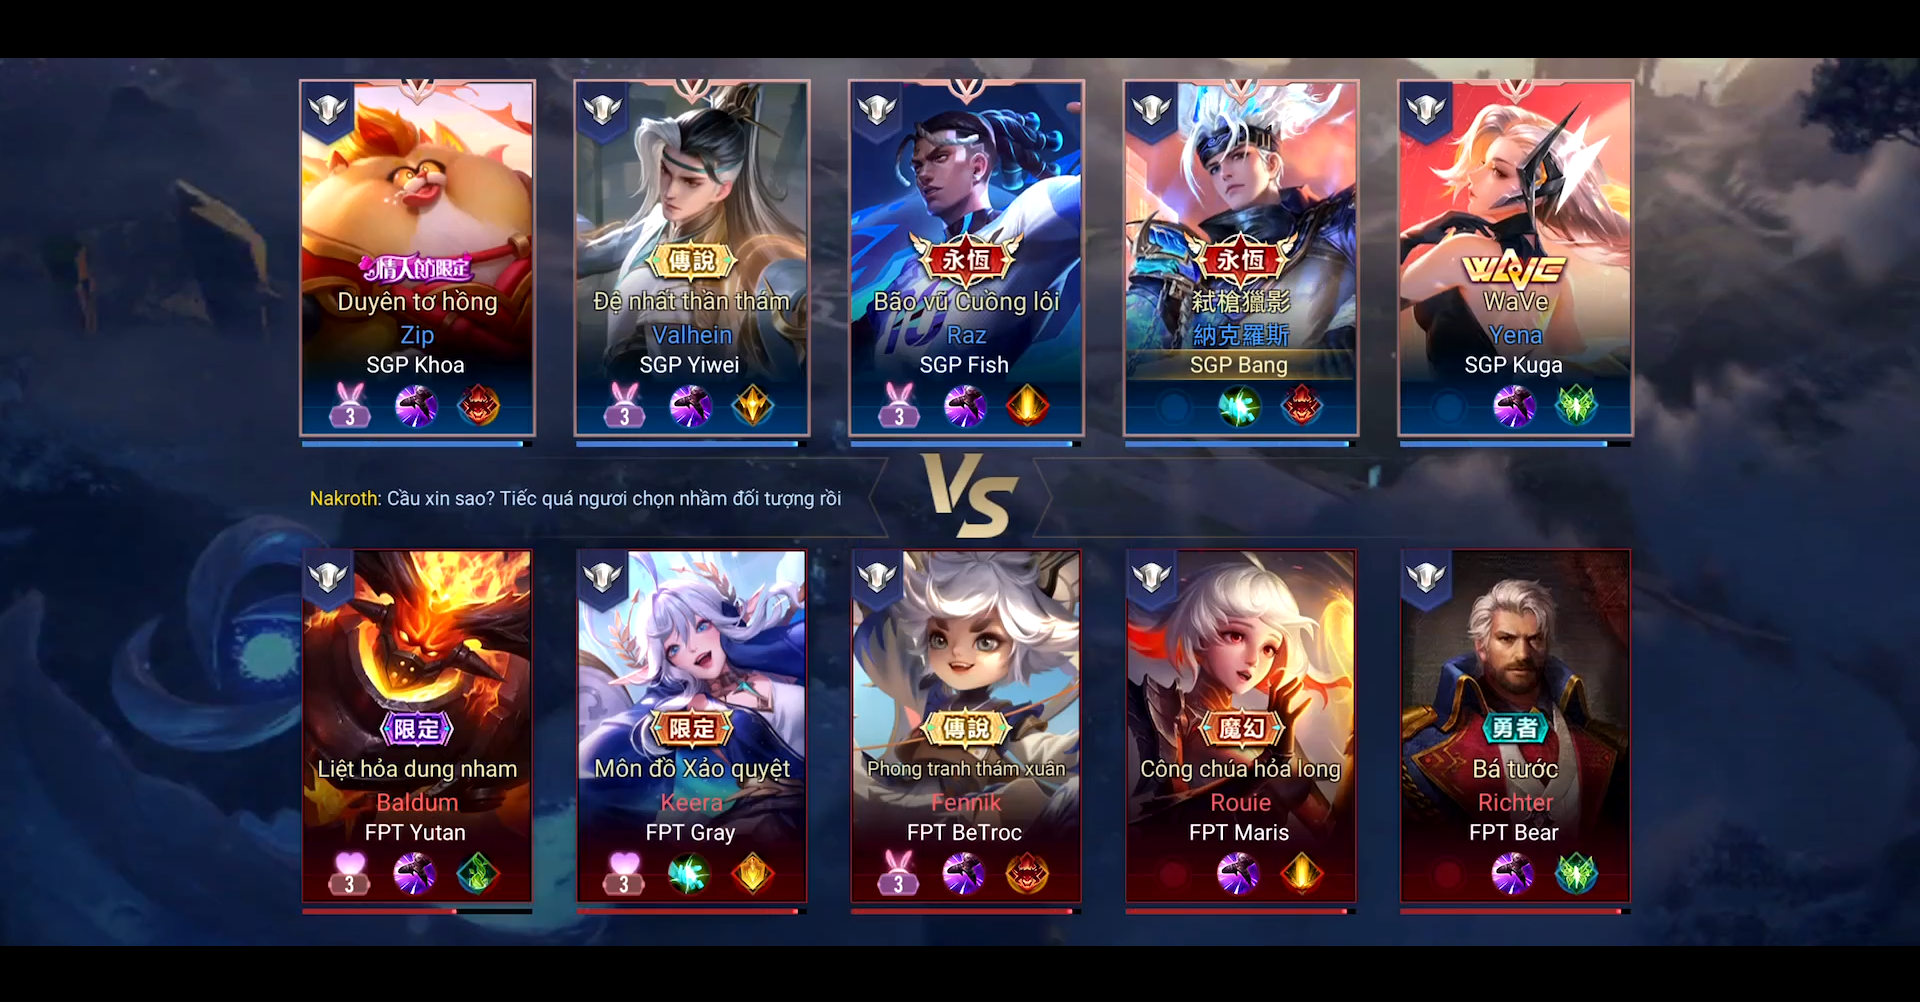 情人節限定
Duyên tơ hồng
Zip
SGP Khoa
3
傳說
Đệ nhất thần thám
Valhein
SGP Yiwei
3
永恆
Bão vũ Cuồng lôi
Raz
SGP Fish
3
永恆
弒槍獵影
納克羅斯
SGP Bang
WAVE
WaVe
Yena
SGP Kuga
Nakroth: Cầu xin sao? Tiếc quá ngươi chọn nhầm đối tượng rồi
VS
限定
Liệt hỏa dung nham
Baldum
FPT Yutan
3
限定
Môn đồ Xảo quyệt
Keera
FPT Gray
3
傳說
Phong tranh thám xuân
Fennik
FPT BeTroc
3
魔幻
Công chúa hỏa long
Rouie
FPT Maris
勇者
Bá tước
Richter
FPT Bear